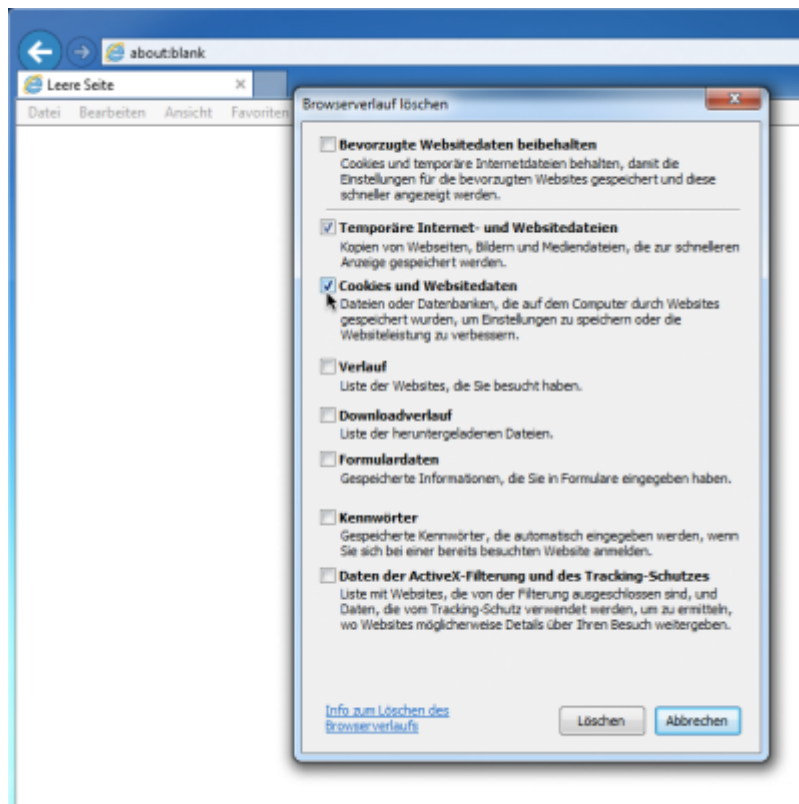 about:blank
Leere Seite
Datei Bearbeiten Ansicht Favoriten
Browserverlauf löschen
Bevorzugte Websitedaten beibehalten
Cookies und temporäre Internetdateien behalten, damit die
Einstellungen für die bevorzugten Websites gespeichert und diese
schneller angezeigt werden.
Temporäre Internet- und Websitedateien
Kopien von Webseiten, Bildern und Mediendateien, die zur schnelleren
Anzeige gespeichert werden.
Cookies und Websitedaten
Dateien oder Datenbanken, die auf dem Computer durch Websites
gespeichert wurden, um Einstellungen zu speichern oder die
Websiteleistung zu verbessern.
Verlauf
Liste der Websites, die Sie besucht haben.
Downloadverlauf
Liste der heruntergeladenen Dateien.
Formulardaten
Gespeicherte Informationen, die Sie in Formulare eingegeben haben.
Kennwörter
Gespeicherte Kennwörter, die automatisch eingegeben werden, wenn
Sie sich bei einer bereits besuchten Website anmelden.
Daten der ActiveX-Filterung und des Tracking-Schutzes
Liste mit Websites, die von der Filterung ausgeschlossen sind, und
Daten, die vom Tracking-Schutz verwendet werden, um zu ermitteln,
wo Websites möglicherweise Details über Ihren Besuch weitergeben.
Info zum Löschen des
Browserverlaufs
Löschen
Abbrechen